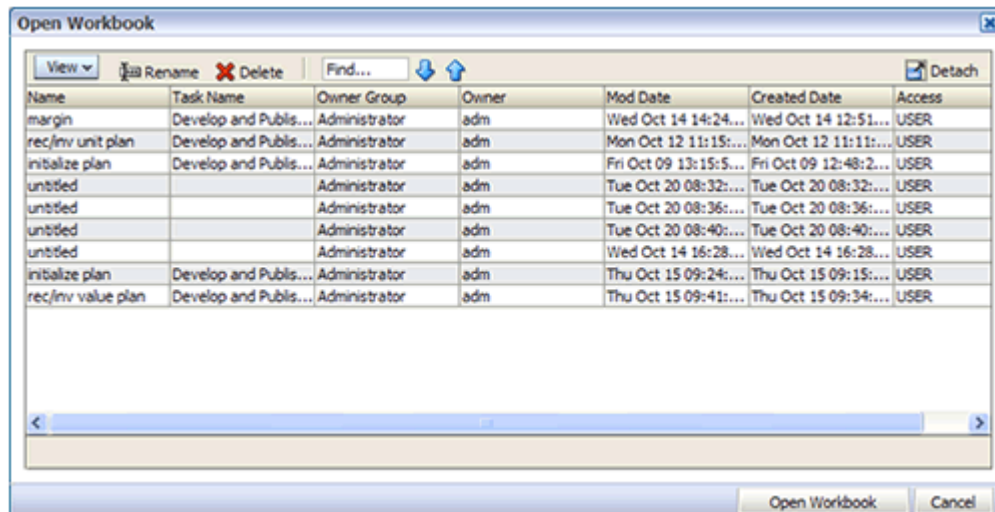 Open Workbook
View Rename Delete Find... Detach
Name Task Name Owner Group Owner Mod Date Created Date Access
margin Develop and Publis... Administrator adm Wed Oct 14 14:24... Wed Oct 14 12:51... USER
rec/inv unit plan Develop and Publis... Administrator adm Mon Oct 12 11:15:... Mon Oct 12 11:11:... USER
initialize plan Develop and Publis... Administrator adm Fri Oct 09 13:15:5... Fri Oct 09 12:48:2... USER
untitled Administrator adm Tue Oct 20 08:32:... Tue Oct 20 08:32:... USER
untitled Administrator adm Tue Oct 20 08:36:... Tue Oct 20 08:36:... USER
untitled Administrator adm Tue Oct 20 08:40:... Tue Oct 20 08:40:... USER
untitled Administrator adm Wed Oct 14 16:28... Wed Oct 14 16:28... USER
initialize plan Develop and Publis... Administrator adm Thu Oct 15 09:24:... Thu Oct 15 09:15:... USER
rec/inv value plan Develop and Publis... Administrator adm Thu Oct 15 09:41:... Thu Oct 15 09:34:... USER
Open Workbook Cancel